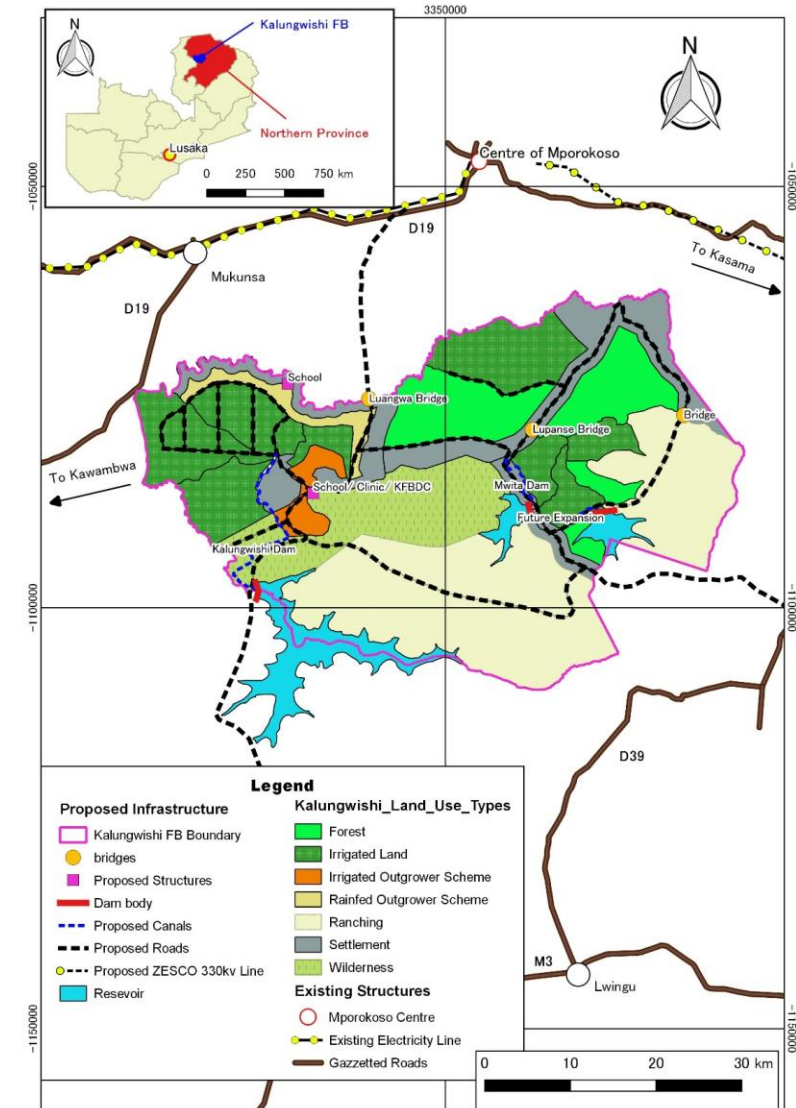 3350000
N
Kalungwishi FB
Northern Province
Lusaka
0 250 500 750 km
N
Centre of Mporokoso
-1050000
-1050000
D19
To Kasama
Mukunsa
D19
School
Luangwa Bridge
Lupanse Bridge
Bridge
To Kawambwa
School/Clinic/KFBDC
Mwita Dam
Future Expansion
Kalungwishi Dam
-1100000
-1100000
D39
Legend
Proposed Infrastructure
Kalungwishi FB Boundary
bridges
Proposed Structures
Dam body
Proposed Canals
Proposed Roads
Proposed ZESCO 330kv Line
Resevoir
Kalungwishi_Land_Use_Types
Forest
Irrigated Land
Irrigated Outgrower Scheme
Rainfed Outgrower Scheme
Ranching
Settlement
Wilderness
Existing Structures
Mporokoso Centre
Existing Electricity Line
Gazzetted Roads
M3
Lwingu
-1150000
-1150000
0 10 20 30 km